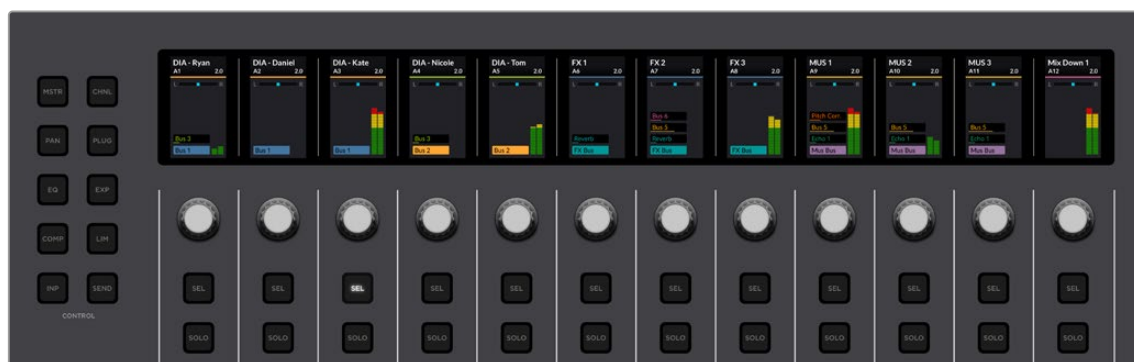 DIA - Ryan DIA - Daniel DIA - Kate DIA - Nicole DIA - Tom FX 1 FX 2 FX 3 MUS 1 MUS 2 MUS 3 Mix Down 1
A1 2.0 A2 2.0 A3 2.0 A4 2.0 A5 2.0 A6 2.0 A7 2.0 A8 2.0 A9 2.0 A10 2.0 A11 2.0 A12 2.0
L R L R L R L R L R L R L R L R L R L R L R L R
MSTR CHNL
Bus 6 Pitch Corr
Bus 5 Bus 5 Bus 5 Bus 5
PAN PLUG Bus 3 Bus 3 Reverb Reverb Echo 1 Echo 1 Echo 1
Bus 1 Bus 1 Bus 1 Bus 2 Bus 2 FX Bus FX Bus FX Bus Mus Bus Mus Bus Mus Bus
EQ EXP
COMP LIM
INP SEND SEL SEL SEL SEL SEL SEL SEL SEL SEL SEL SEL SEL
CONTROL
SOLO SOLO SOLO SOLO SOLO SOLO SOLO SOLO SOLO SOLO SOLO SOLO